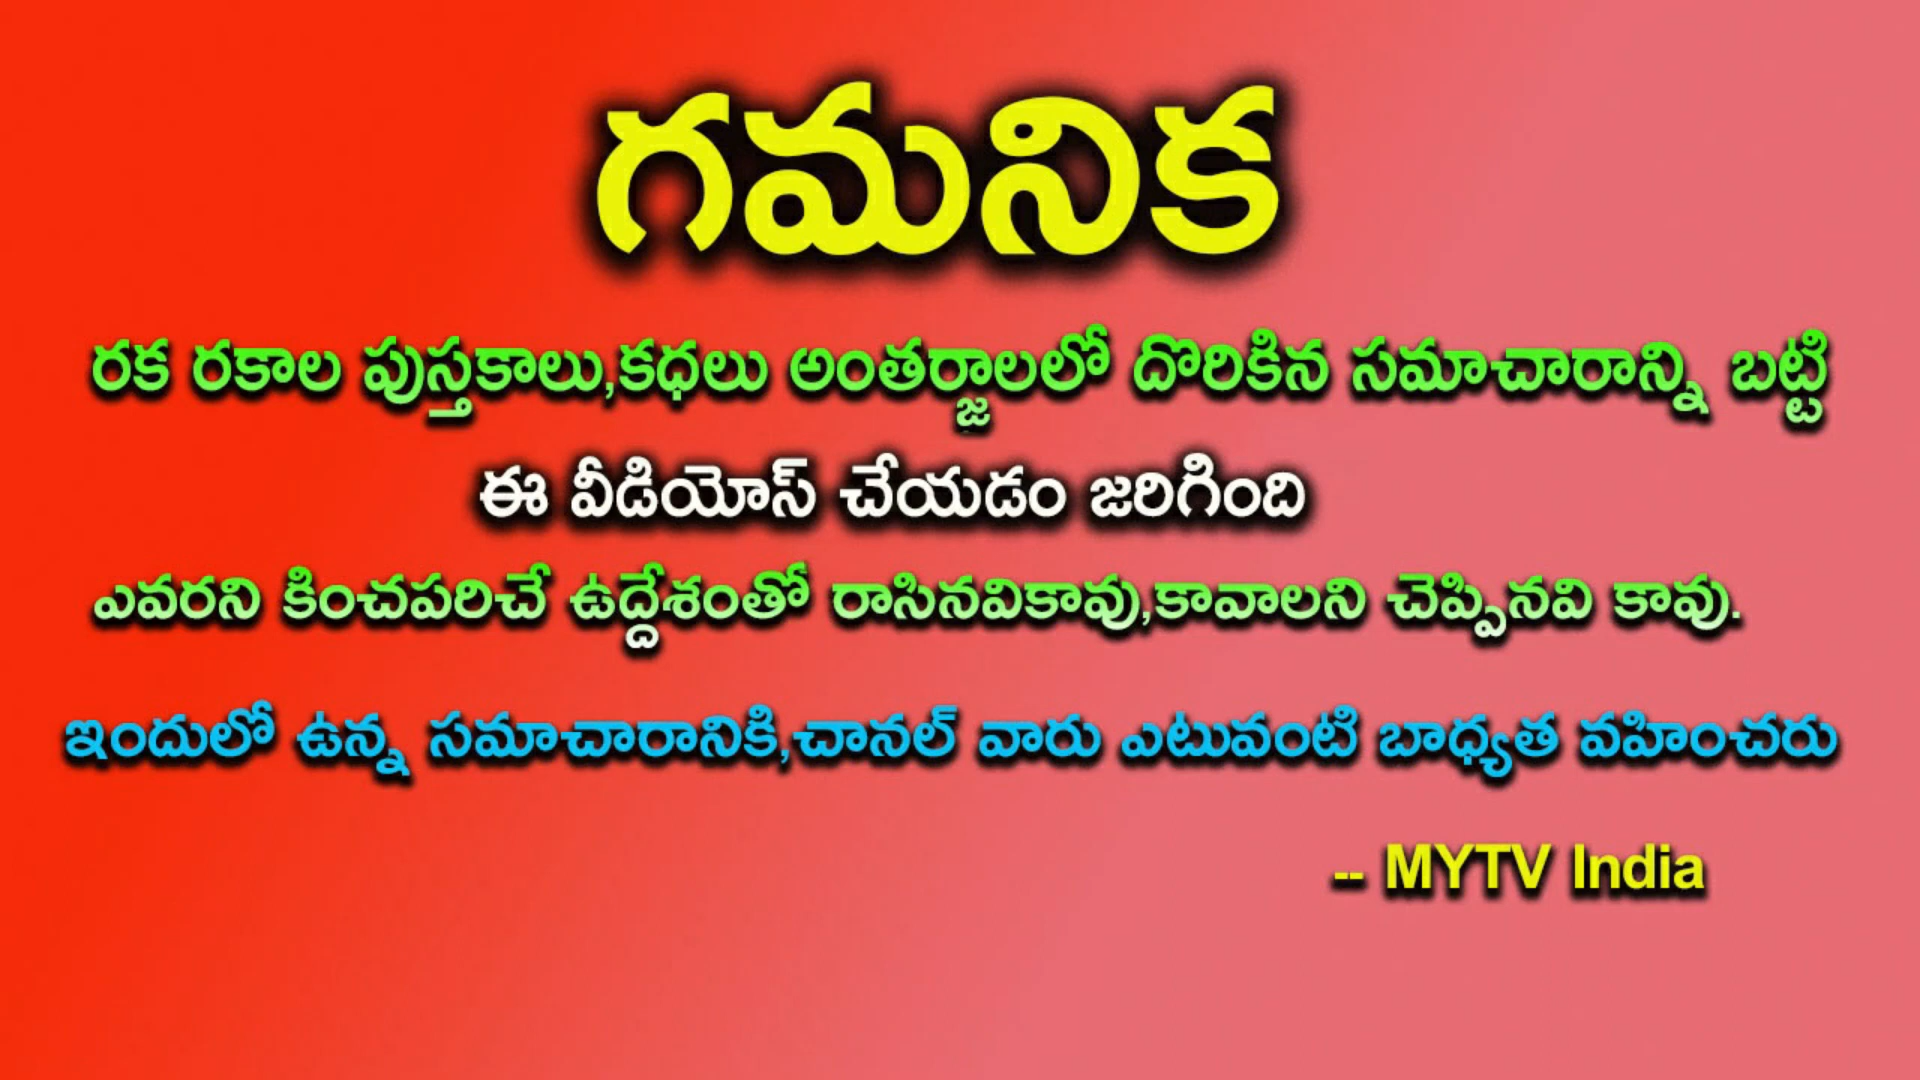 గమనిక
రక రకాల పుస్తకాలు,కధలు అంతర్జాలలో దొరికిన సమాచారాన్ని బట్టి
ఈ వీడియోస్ చేయడం జరిగింది
ఎవరని కించపరిచే ఉద్దేశంతో రాసినవికావు,కావాలని చెప్పినవి కావు.
ఇందులో ఉన్న సమాచారానికి,చానల్ వారు ఎటువంటి బాధ్యత వహించరు
-- MYTV India